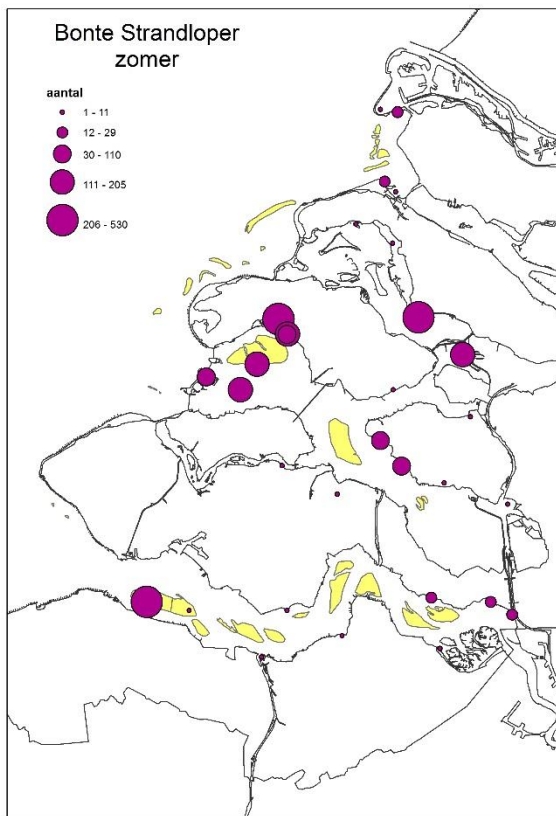 Bonte Strandloper
zomer
aantal
1 - 11
12 - 29
30 - 110
111 - 205
206 - 530